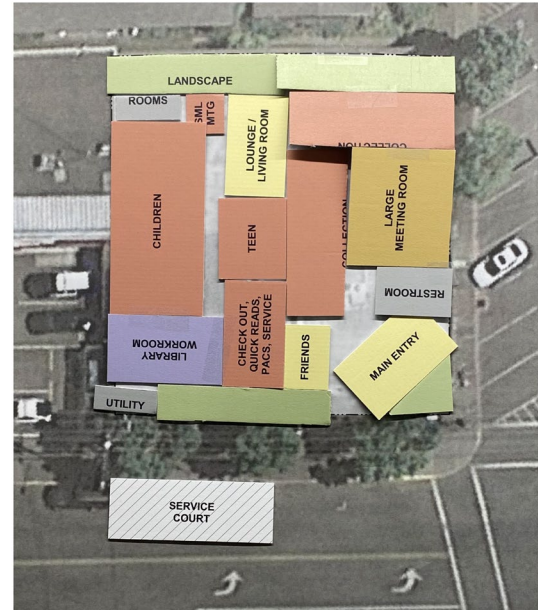 LANDSCAPE
ROOMS
SML
MTG
LOUNGE /
LIVING ROOM
COLLECTION
CHILDREN
TEEN
COLLECTION
LARGE
MEETING ROOM
RESTROOM
LIBRARY
WORKROOM
CHECK OUT,
QUICK READS,
PACS, SERVICE
FRIENDS
MAIN ENTRY
UTILITY
SERVICE
COURT